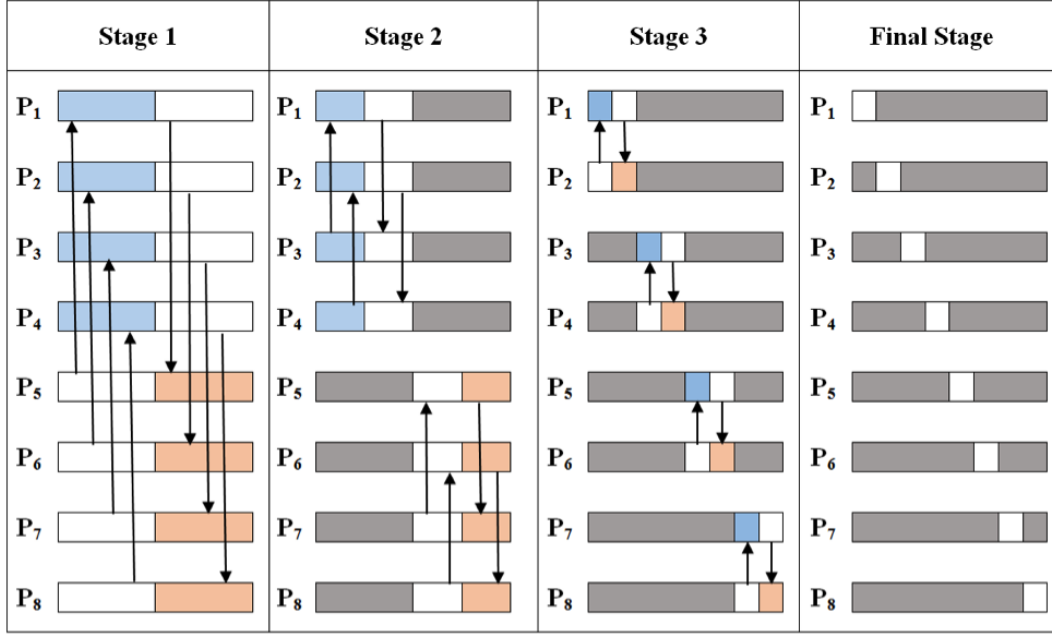 Stage 1 Stage 2 Stage 3 Final Stage
P₁ P₁ P₁ P₁
P₂ P₂ P₂ P₂
P₃ P₃ P₃ P₃
P₄ P₄ P₄ P₄
P₅ P₅ P₅ P₅
P₆ P₆ P₆ P₆
P₇ P₇ P₇ P₇
P₈ P₈ P₈ P₈